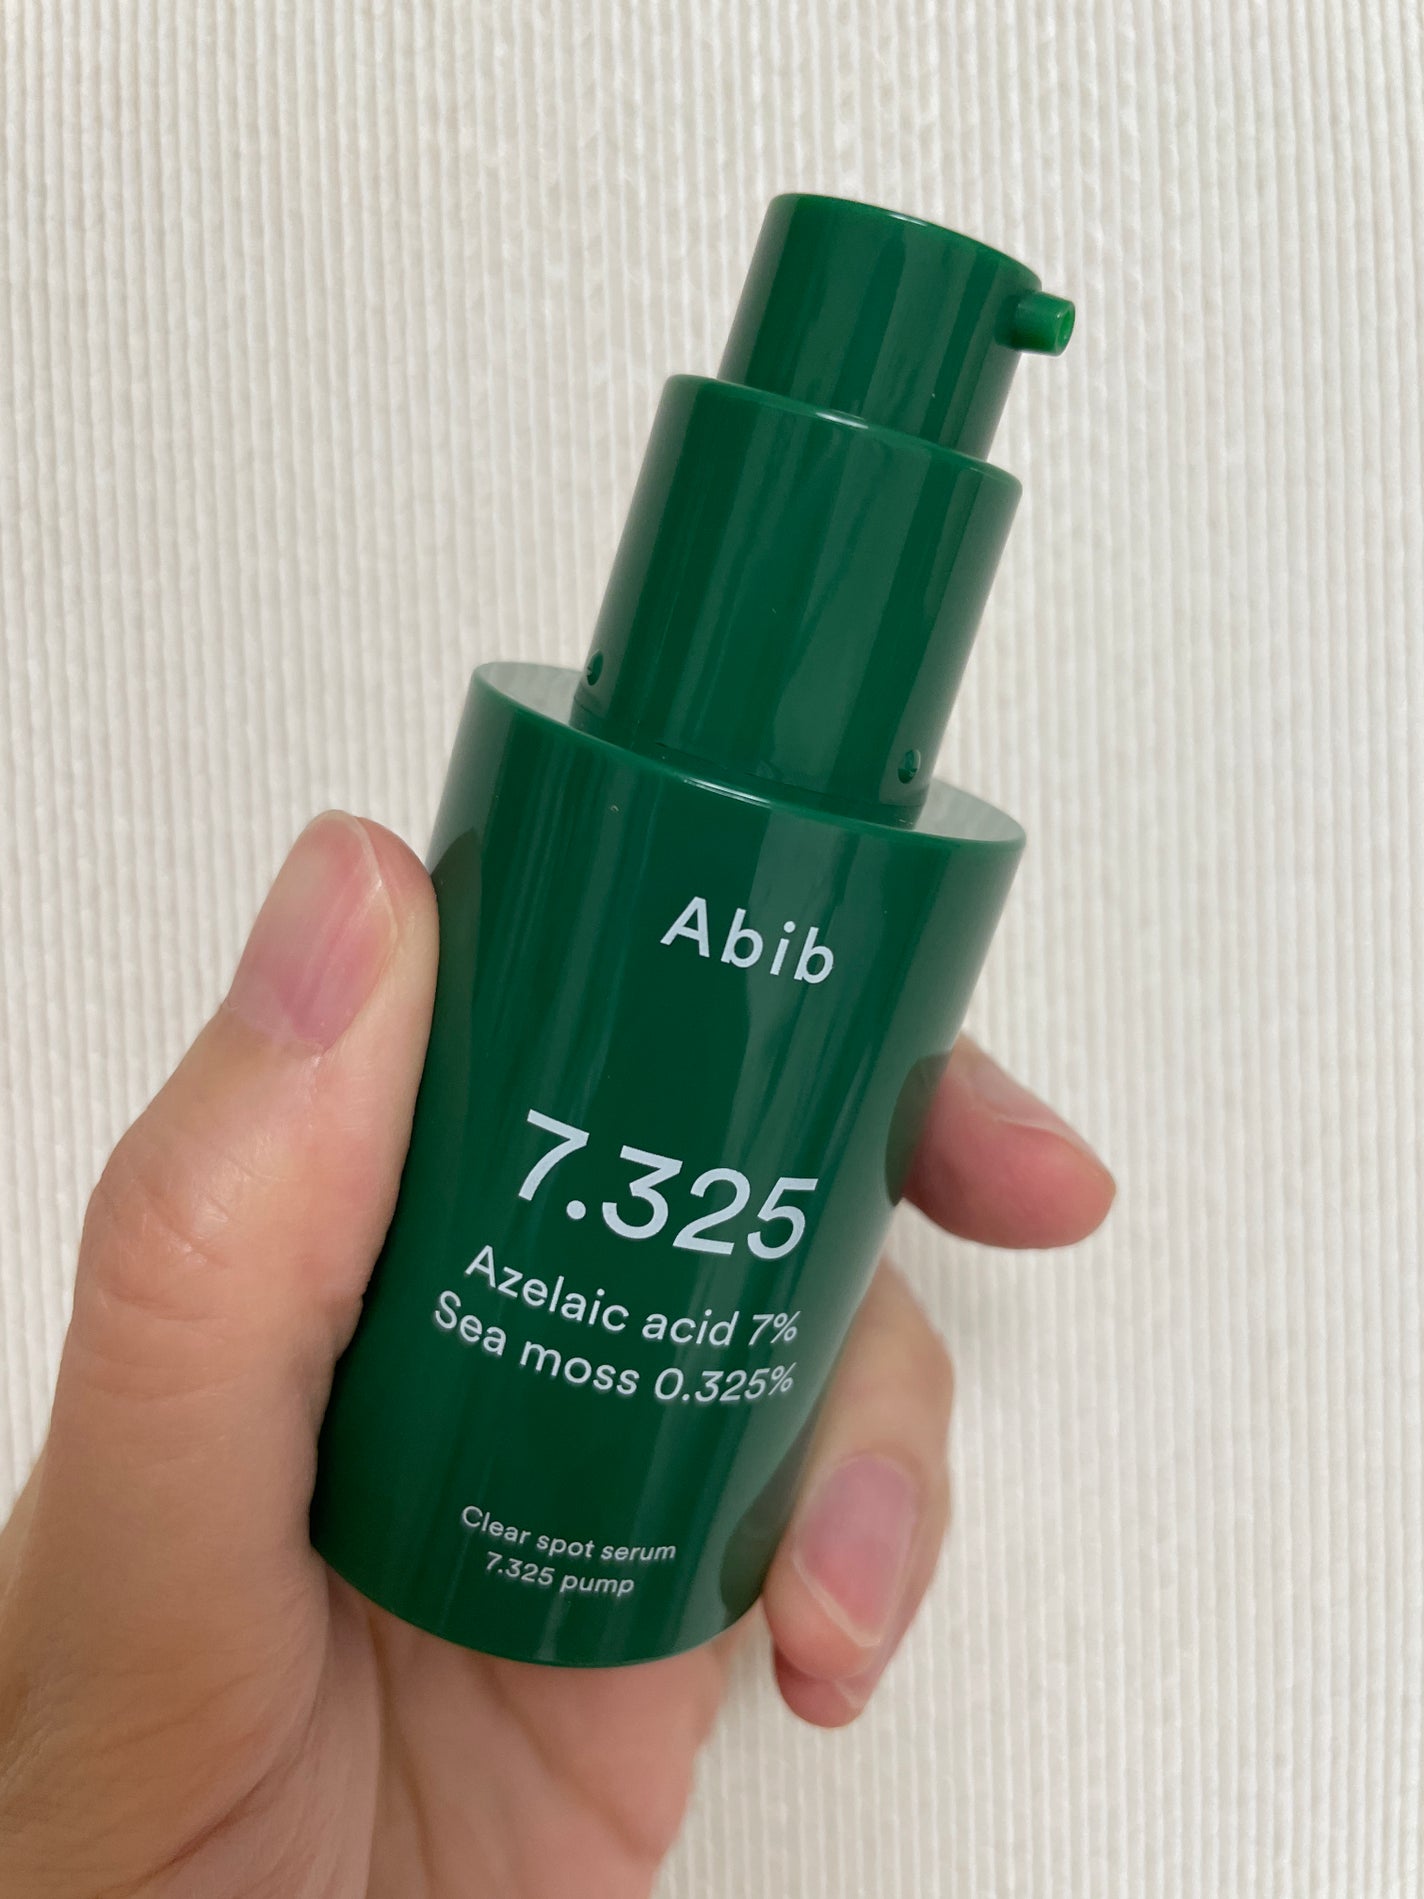 Abib
7.325
Azelaic acid 7%
Sea moss 0.325%
Clear spot serum
7.325 pump